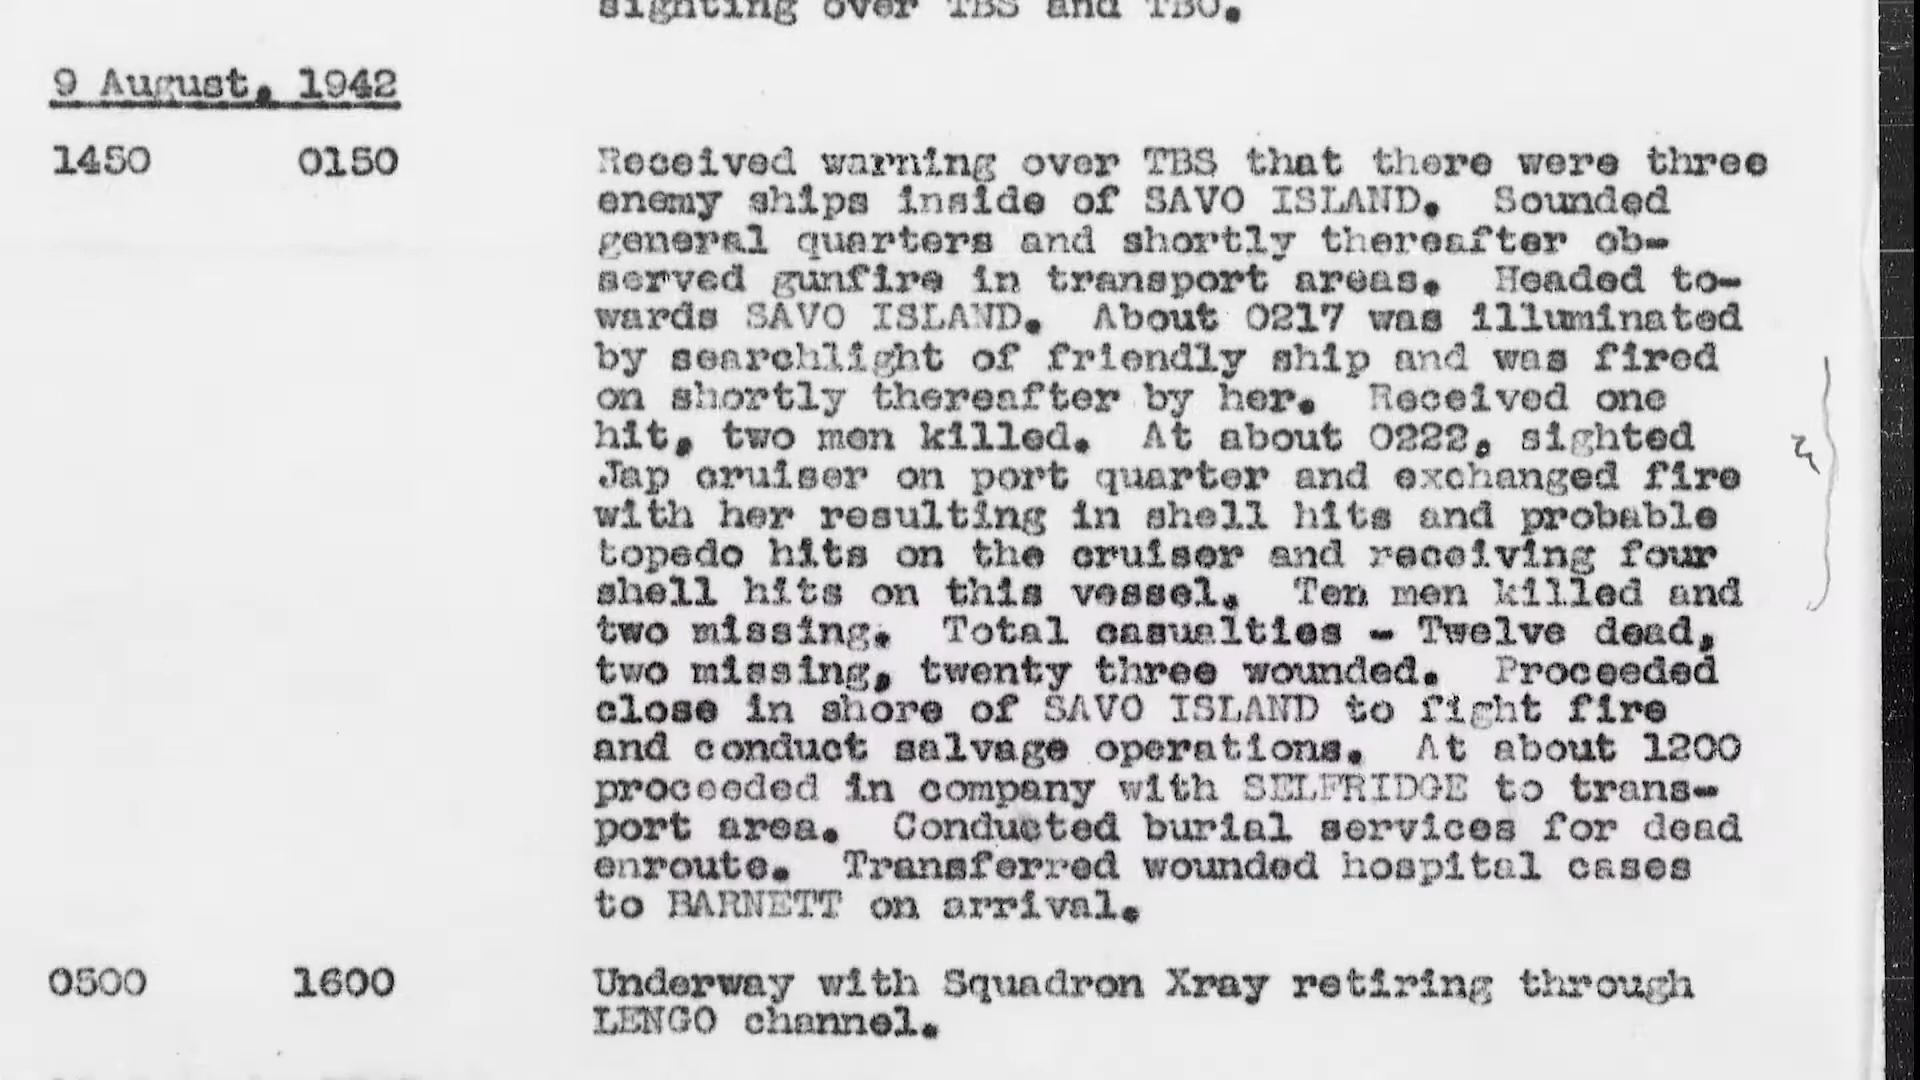 sighting over TBS and TBO.
9 August, 1942
1450 0150 Received warning over TBS that there were three
enemy ships inside of SAVO ISLAND. Sounded
general quarters and shortly thereafter ob-
served gunfire in transport areas. Headed to-
wards SAVO ISLAND. About 0217 was illuminated
by searchlight of friendly ship and was fired
on shortly thereafter by her. Received one
hit, two men killed. At about 0222, sighted
Jap cruiser on port quarter and exchanged fire
with her resulting in shell hits and probable
topedo hits on the cruiser and receiving four
shell hits on this vessel. Ten men killed and
two missing. Total casualties - Twelve dead,
two missing, twenty three wounded. Proceeded
close in shore of SAVO ISLAND to fight fire
and conduct salvage operations. At about 1200
proceeded in company with SELFRIDGE to trans-
port area. Conducted burial services for dead
enroute. Transferred wounded hospital cases
to BARNETT on arrival.
0500 1600 Underway with Squadron Xray retiring through
LENGO channel.